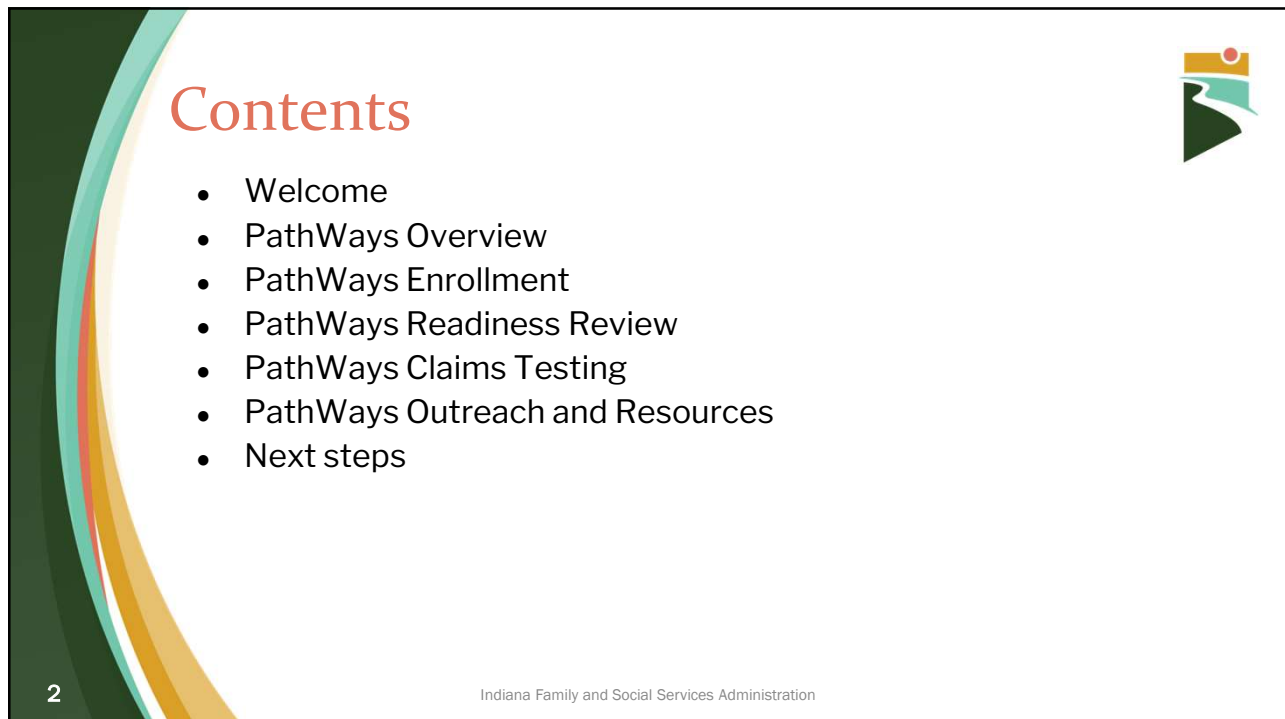 Contents
• Welcome
• PathWays Overview
• PathWays Enrollment
• PathWays Readiness Review
• PathWays Claims Testing
• PathWays Outreach and Resources
• Next steps
2
Indiana Family and Social Services Administration